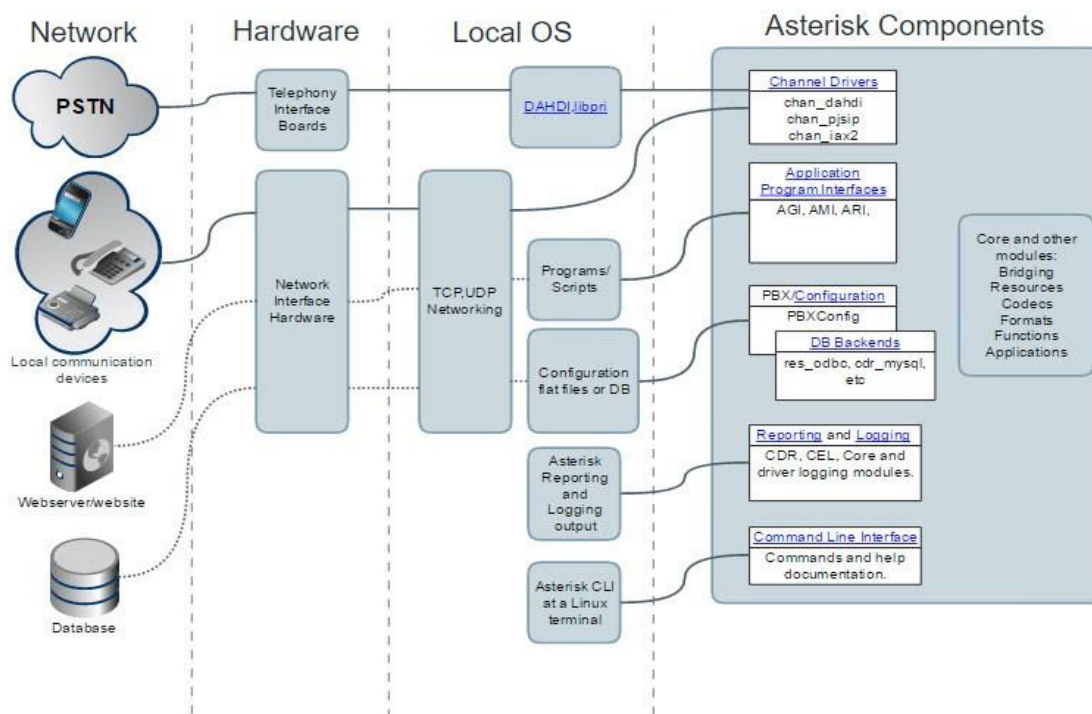 Network
Hardware
Local OS
Asterisk Components
PSTN
Telephony
Interface
Boards
DAHDI,libpri
Channel Drivers
chan_dahdi
chan_pjsip
chan_iax2
Local communication
devices
Network
Interface
Hardware
TCP,UDP
Networking
Programs/
Scripts
Application
Program Interfaces
AGI, AMI, ARI,
Configuration
flat files or DB
PBX/Configuration
PBXConfig
DB Backends
res_odbc, cdr_mysql,
etc
Core and other
modules:
Bridging
Resources
Codecs
Formats
Functions
Applications
Webserver/website
Asterisk
Reporting
and
Logging
output
Reporting and Logging
CDR, CEL, Core and
driver logging modules.
Database
Asterisk CLI
at a Linux
terminal
Command Line Interface
Commands and help
documentation.